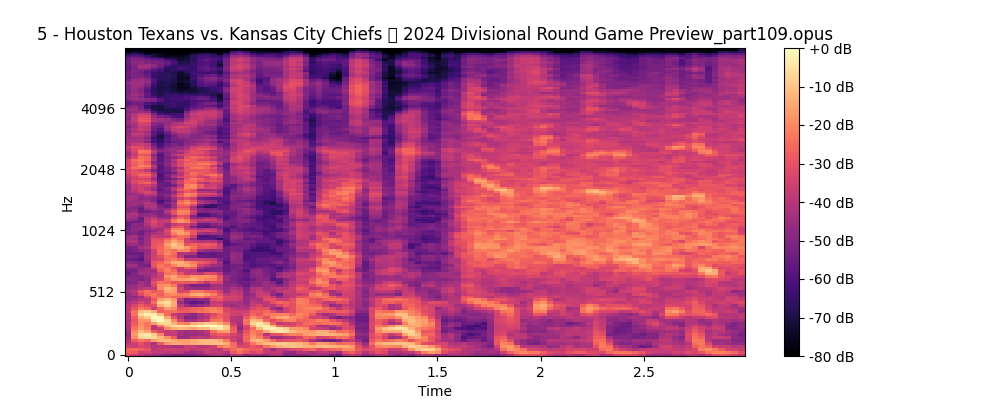 5 - Houston Texans vs. Kansas City Chiefs ▯ 2024 Divisional Round Game Preview_part109.opus
+0 dB
4096
-10 dB
-20 dB
2048
-30 dB
Hz
-40 dB
1024
-50 dB
512
-60 dB
-70 dB
0
-80 dB
0 0.5 1 1.5 2 2.5
Time